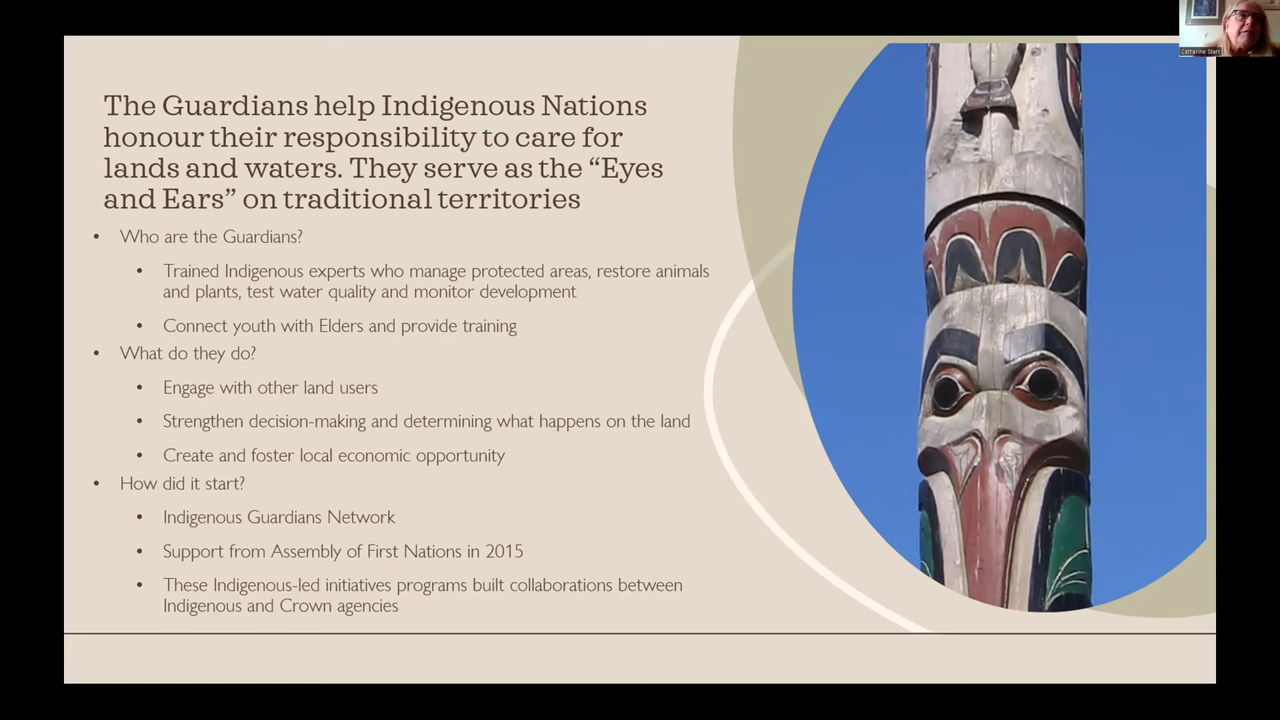 The Guardians help Indigenous Nations
honour their responsibility to care for
lands and waters. They serve as the “Eyes
and Ears” on traditional territories
• Who are the Guardians?
• Trained Indigenous experts who manage protected areas, restore animals
and plants, test water quality and monitor development
• Connect youth with Elders and provide training
• What do they do?
• Engage with other land users
• Strengthen decision-making and determining what happens on the land
• Create and foster local economic opportunity
• How did it start?
• Indigenous Guardians Network
• Support from Assembly of First Nations in 2015
• These Indigenous-led initiatives programs built collaborations between
Indigenous and Crown agencies
Catherine Starr